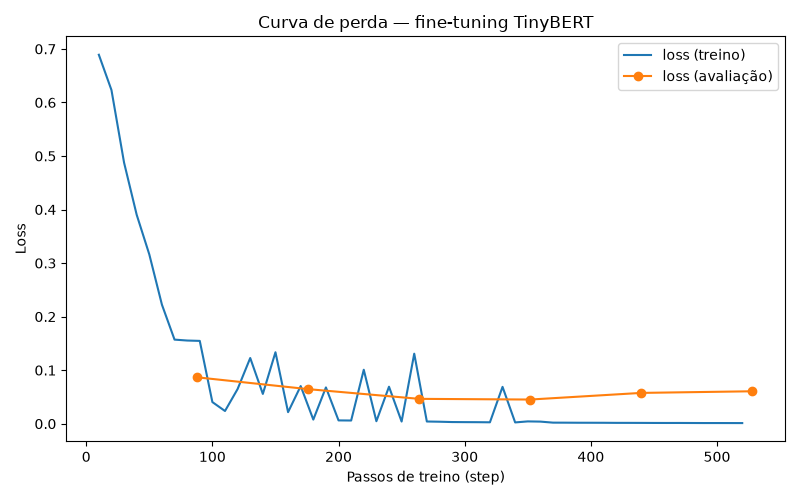 Curva de perda — fine-tuning TinyBERT
loss (treino)
loss (avaliação)
Loss
0.7
0.6
0.5
0.4
0.3
0.2
0.1
0.0
0
100
200
300
400
500
Passos de treino (step)